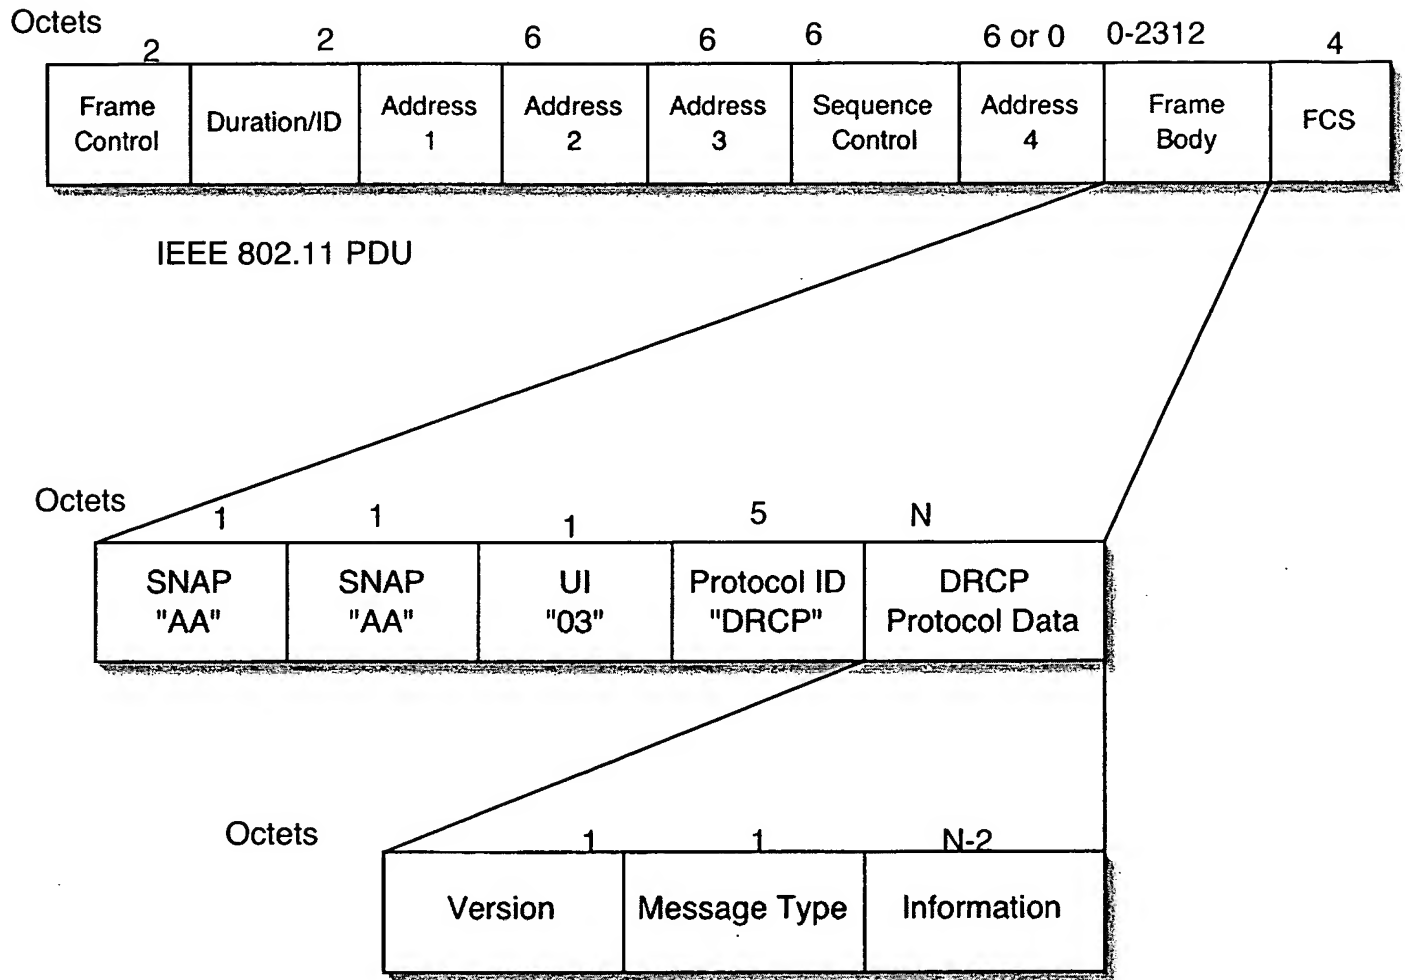 Octets
2 2 6 6 6 6 or 0 0-2312 4
Frame Control
Duration/ID
Address 1
Address 2
Address 3
Sequence Control
Address 4
Frame Body
FCS
IEEE 802.11 PDU
Octets
1 1 1 5 N
SNAP "AA"
SNAP "AA"
UI "03"
Protocol ID "DRCP"
DRCP Protocol Data
Octets
1 1 N-2
Version
Message Type
Information